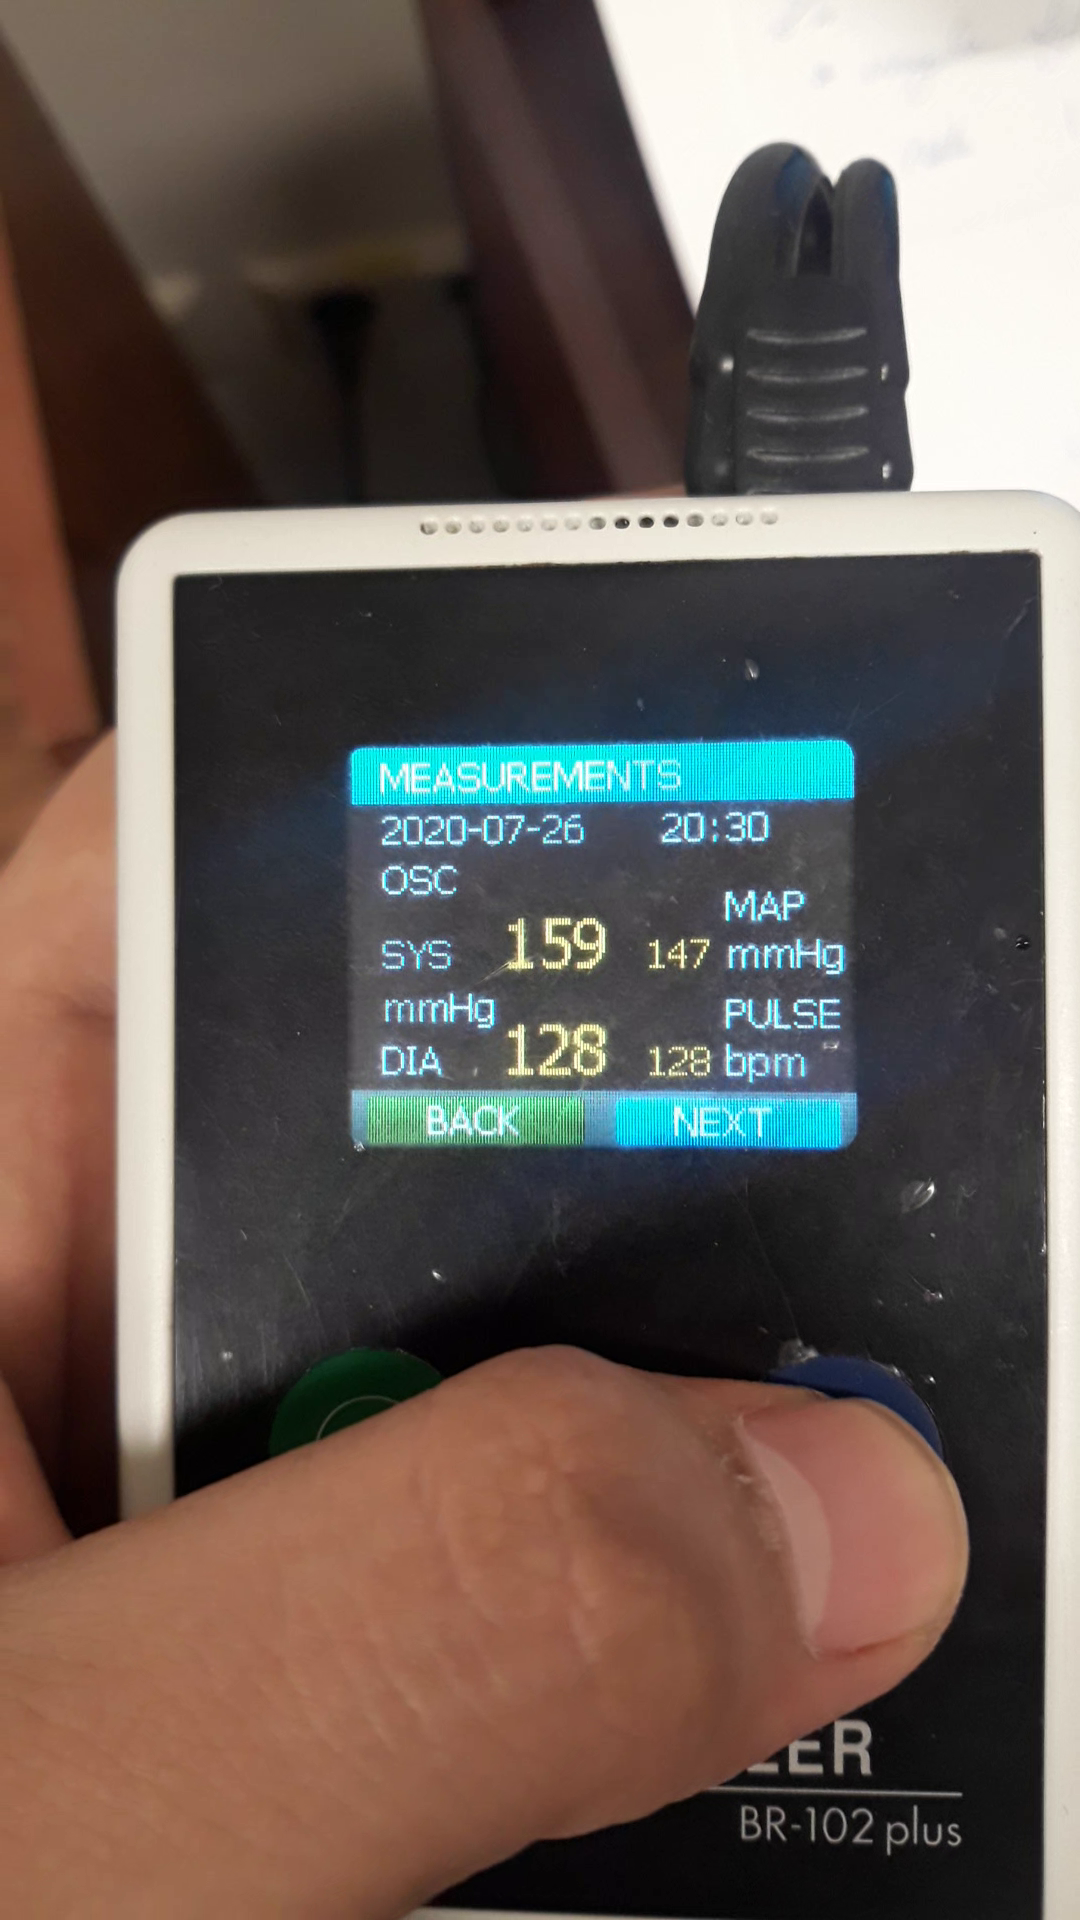 MEASUREMENTS
2020-07-26 20:30
OSC
MAP
SYS 159 147 mmHg
mmHg PULSE
DIA 128 128 bpm
BACK NEXT
BR-102 plus